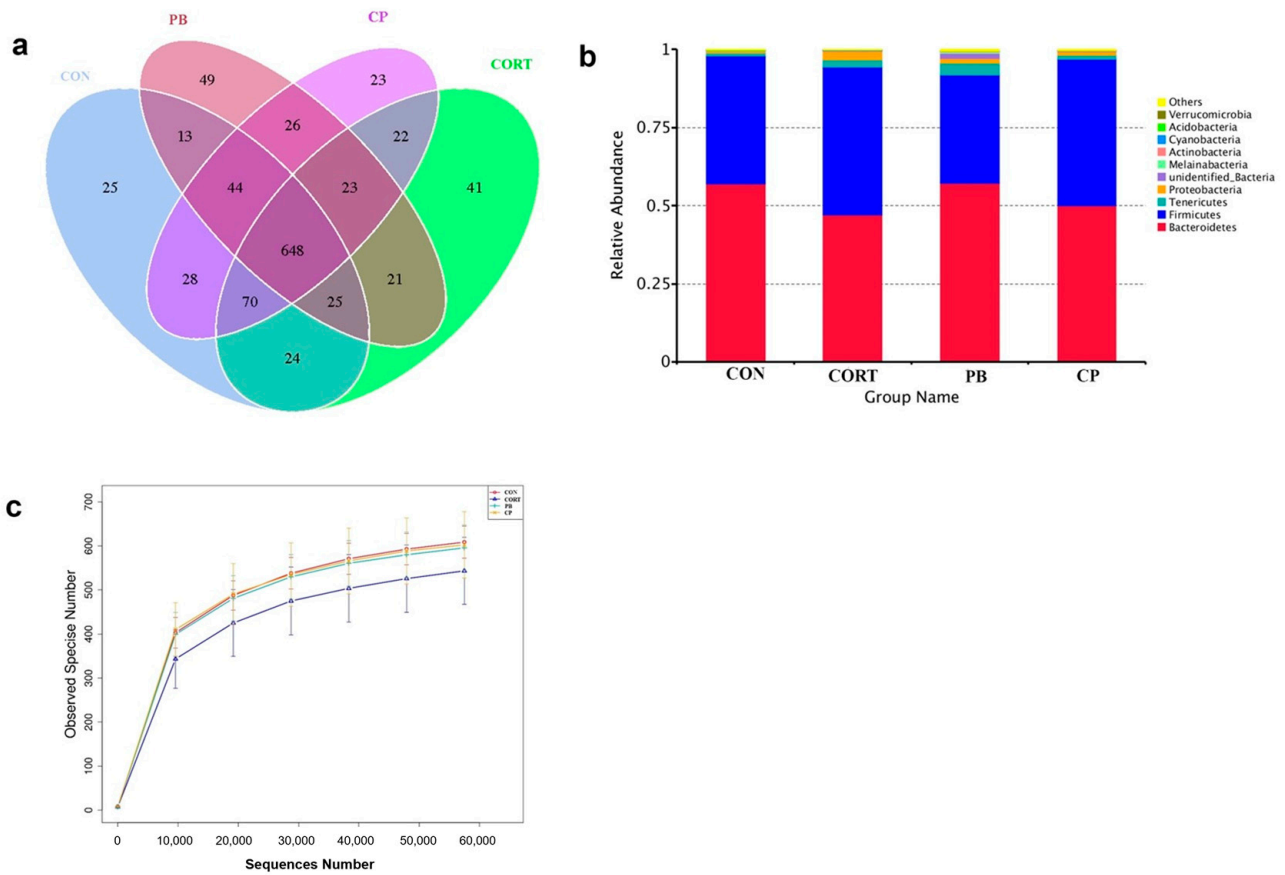 a
PB
CP
CON
CORT
49
23
13
26
22
25
44
23
41
28
648
21
70
25
24
b
Relative Abundance
1
0.75
0.5
0.25
0
CON
CORT
PB
CP
Group Name
Others
Verrucomicrobia
Acidobacteria
Cyanobacteria
Actinobacteria
Melainabacteria
unidentified_Bacteria
Proteobacteria
Tenericutes
Firmicutes
Bacteroidetes
c
Observed Specise Number
700
600
500
400
300
200
100
0
CON
CORT
PB
CP
0
10,000
20,000
30,000
40,000
50,000
60,000
Sequences Number